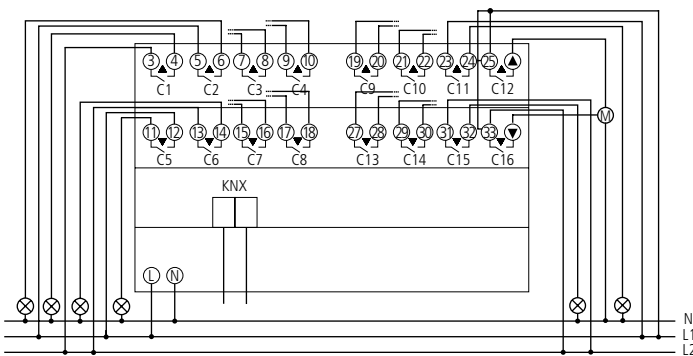 3 4 5 6 7 8 9 10 19 20 21 22 23 24 25
C1 C2 C3 C4 C9 C10 C11 C12
M
11 12 13 14 15 16 17 18 27 28 29 30 31 32 33
C5 C6 C7 C8 C13 C14 C15 C16
KNX
L N
N
L1
L2